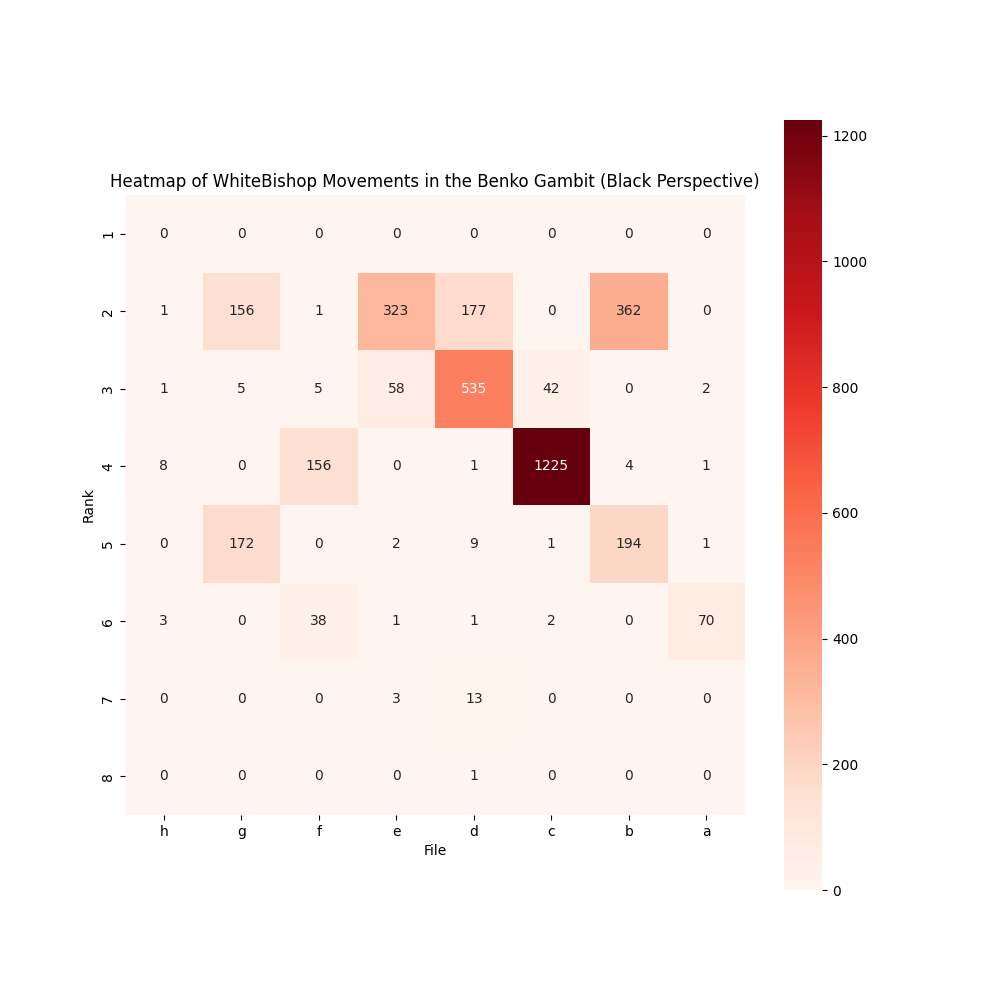 Heatmap of WhiteBishop Movements in the Benko Gambit (Black Perspective)
1 0 0 0 0 0 0 0 0
2 1 156 1 323 177 0 362 0
3 1 5 5 58 535 42 0 2
4 8 0 156 0 1 1225 4 1
5 0 172 0 2 9 1 194 1
6 3 0 38 1 1 2 0 70
7 0 0 0 3 13 0 0 0
8 0 0 0 0 1 0 0 0
h g f e d c b a
File
Rank
1200
1000
800
600
400
200
0